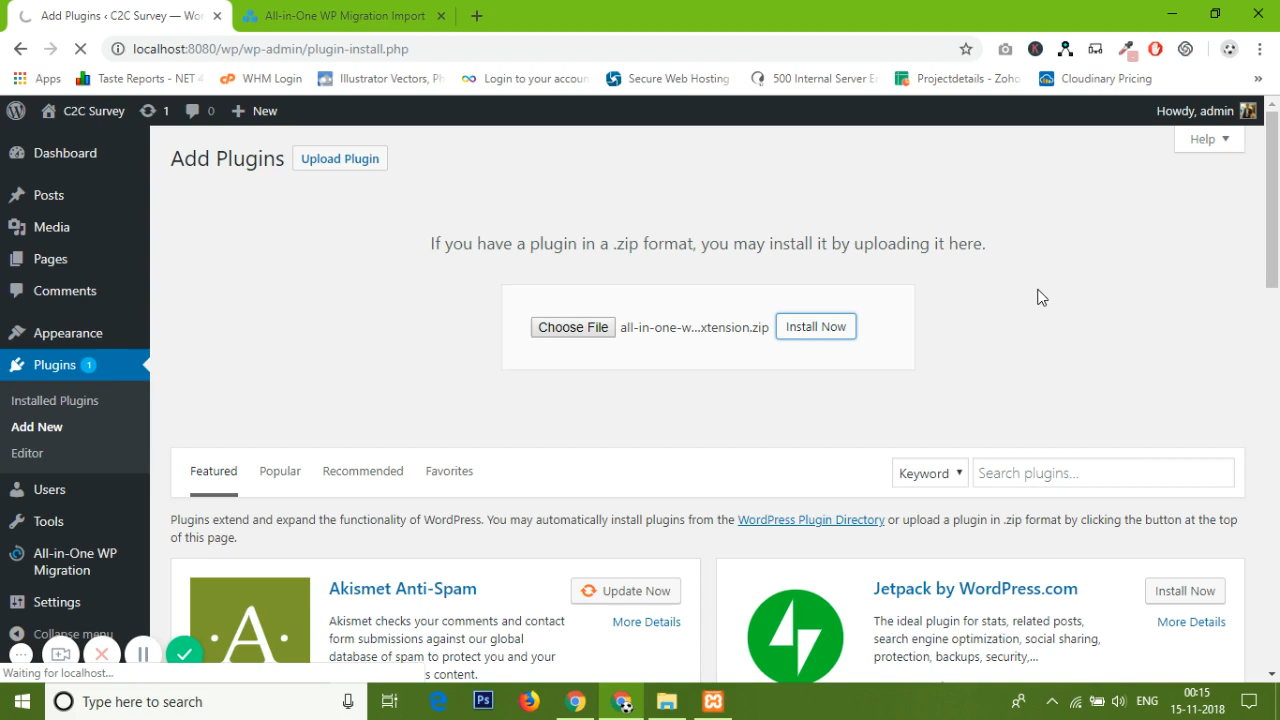 Add Plugins ‹ C2C Survey — Wor
All-in-One WP Migration Import
localhost:8080/wp/wp-admin/plugin-install.php
Apps
Taste Reports - NET
WHM Login
Illustrator Vectors, Ph
Login to your accoun
Secure Web Hosting
500 Internal Server E
Projectdetails - Zoho
Cloudinary Pricing
C2C Survey
1
0
New
Howdy, admin
Help
Add Plugins
Upload Plugin
Dashboard
Posts
Media
Pages
Comments
Appearance
Plugins 1
Installed Plugins
Add New
Editor
Users
Tools
All-in-One WP
Migration
Settings
Collapse menu
If you have a plugin in a .zip format, you may install it by uploading it here.
Choose File
all-in-one-w...xtension.zip
Install Now
Featured
Popular
Recommended
Favorites
Keyword
Search plugins...
Plugins extend and expand the functionality of WordPress. You may automatically install plugins from the WordPress Plugin Directory or upload a plugin in .zip format by clicking the button at the top
of this page.
Akismet Anti-Spam
Update Now
More Details
Akismet checks your comments and contact
form submissions against our global
database of spam to protect you and your
s content.
Jetpack by WordPress.com
Install Now
More Details
The ideal plugin for stats, related posts,
search engine optimization, social sharing,
protection, backups, security,...
Waiting for localhost...
Type here to search
Ps
ENG
00:15
15-11-2018